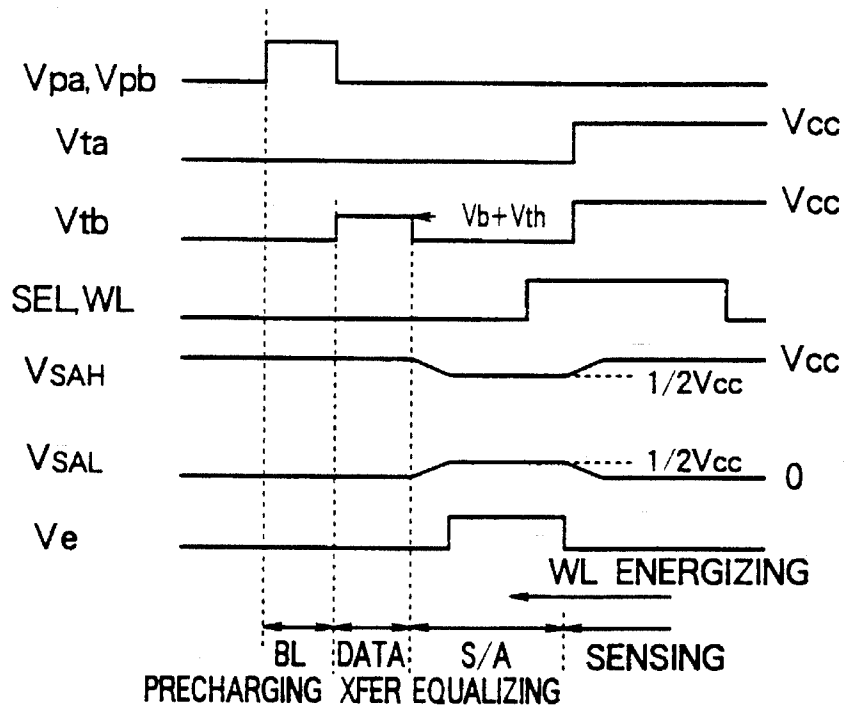 Vpa, Vpb
Vta
Vcc
Vtb
Vb+Vth
Vcc
SEL, WL
VSAH
Vcc
1/2Vcc
VSAL
1/2Vcc
0
Ve
WL ENERGIZING
BL DATA S/A SENSING
PRECHARGING XFER EQUALIZING